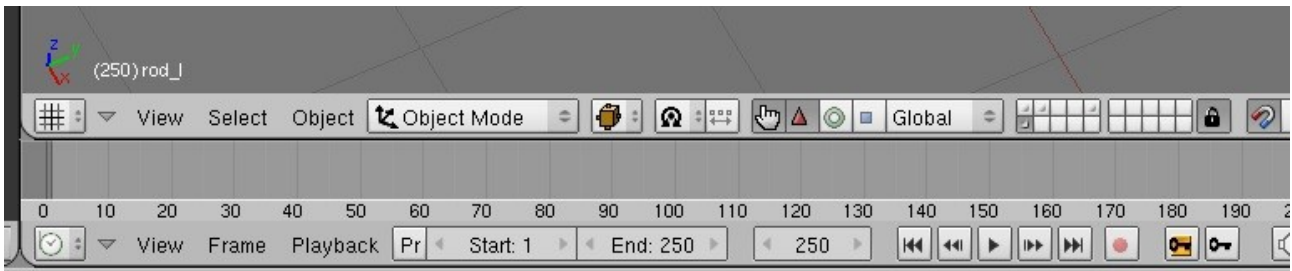 z y
x (250) rod_l
View Select Object Object Mode Global
0 10 20 30 40 50 60 70 80 90 100 110 120 130 140 150 160 170 180 190 2
View Frame Playback Pr Start: 1 End: 250 250